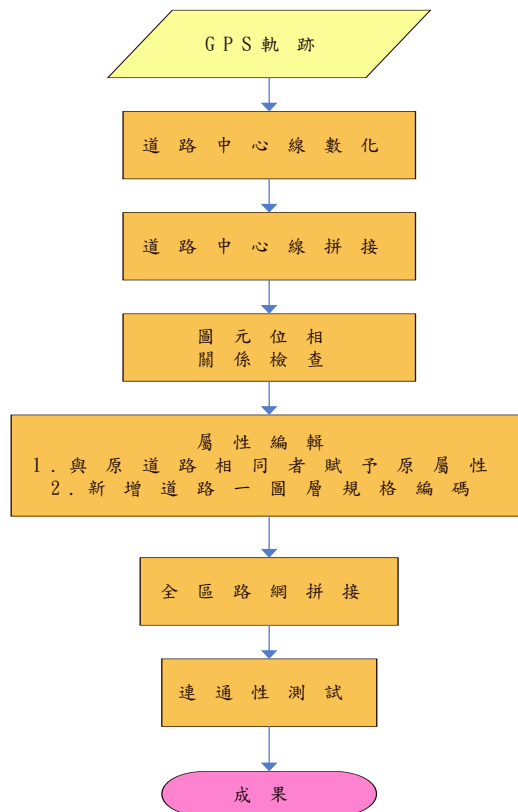 GPS軌跡
道路中心線數化
道路中心線拼接
圖元位相
關係檢查
屬性編輯
1.與原道路相同者賦予原屬性
2.新增道路一圖層規格編碼
全區路網拼接
連通性測試
成果